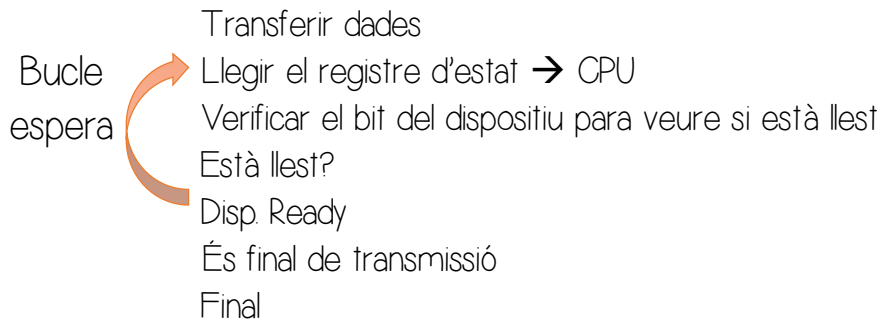 Bucle
espera
Transferir dades
Llegir el registre d'estat → CPU
Verificar el bit del dispositiu para veure si està llest
Està llest?
Disp. Ready
És final de transmissió
Final